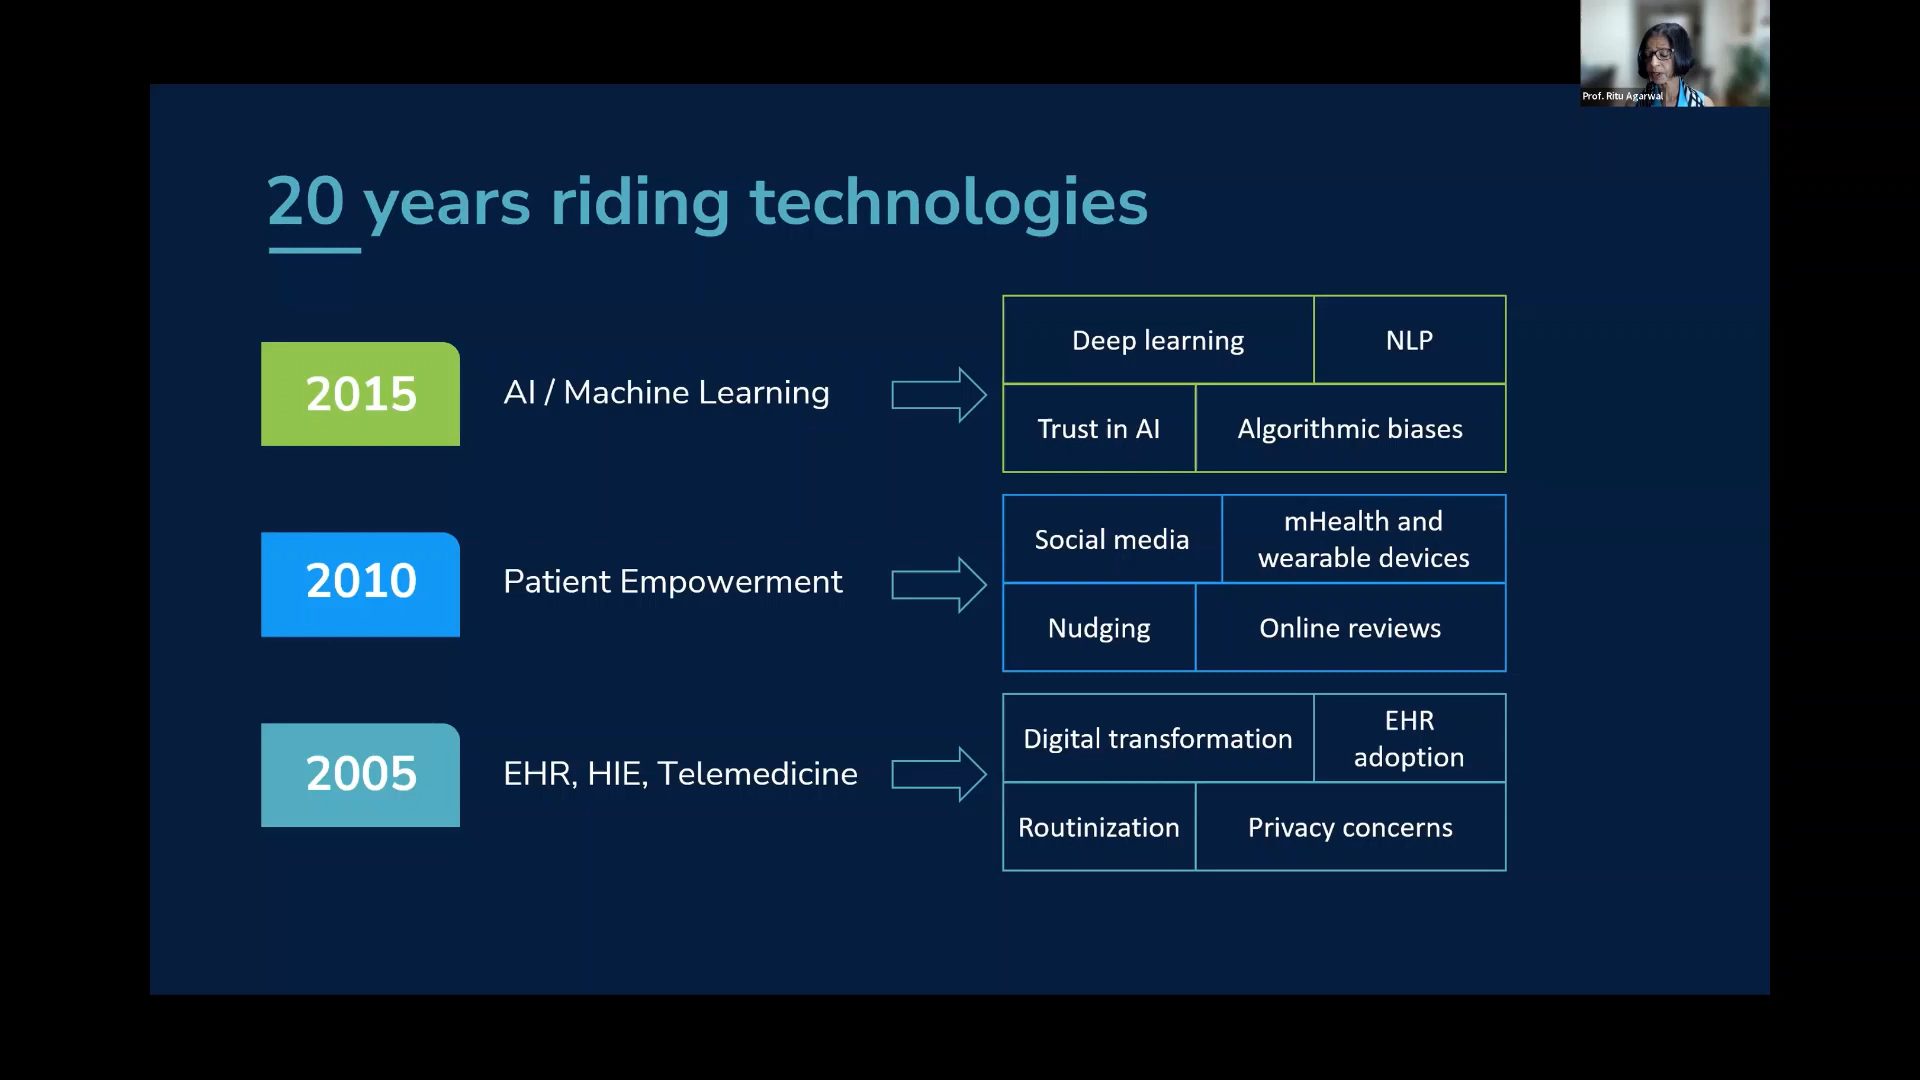 Prof. Ritu Agarwal
20 years riding technologies
2015
AI / Machine Learning
Deep learning
NLP
Trust in AI
Algorithmic biases
2010
Patient Empowerment
Social media
mHealth and
wearable devices
Nudging
Online reviews
2005
EHR, HIE, Telemedicine
Digital transformation
EHR
adoption
Routinization
Privacy concerns